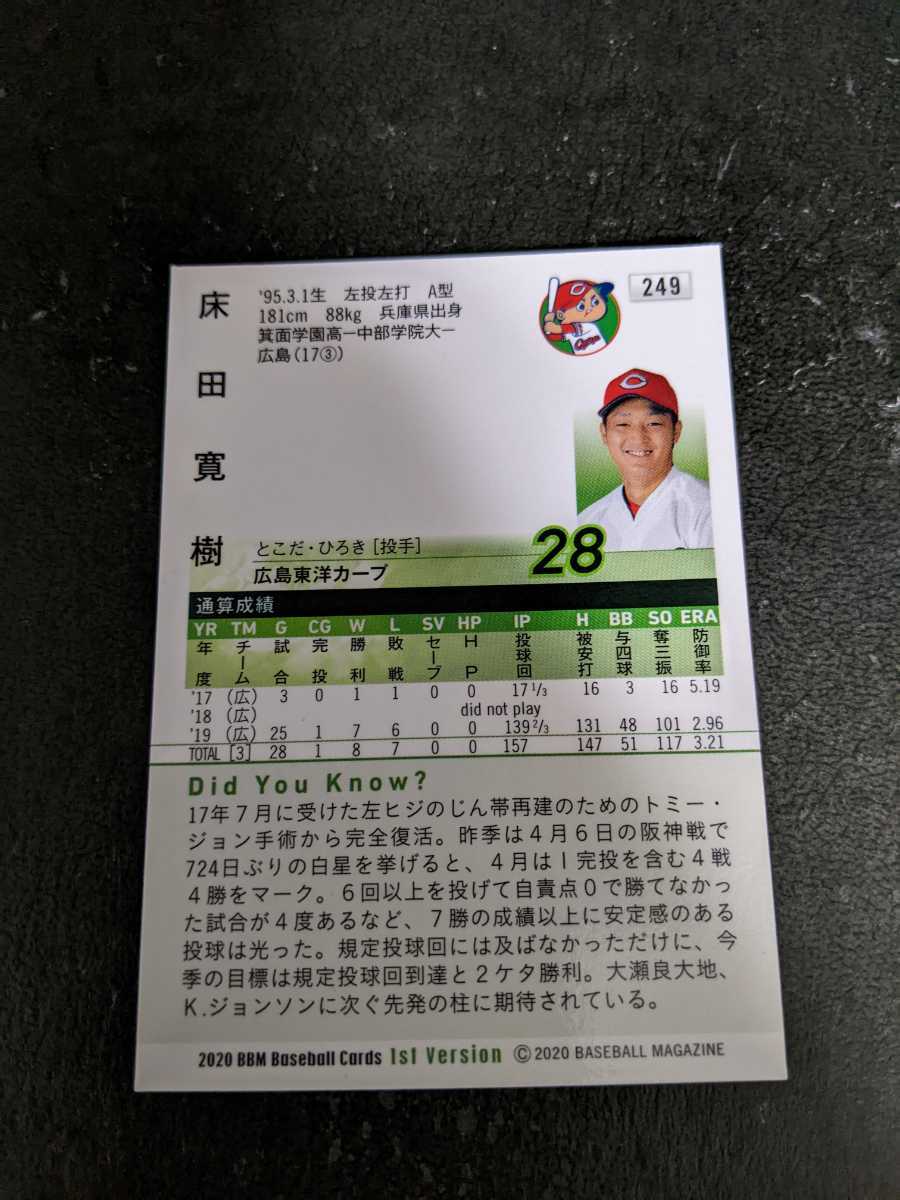 249
床田寛樹
'95.3.1生 左投左打 A型
181cm 88kg 兵庫県出身
箕面学園高ー中部学院大ー
広島(17③)
Carp
C
とこだ・ひろき[投手]
広島東洋カープ
28
通算成績
YR TM G CG W L SV HP IP H BB SO ERA
年度 チーム 試合 完投 勝利 敗戦 セーブ HP 投球回 被安打 与四球 奪三振 防御率
'17 (広) 3 0 1 1 0 0 17 1/3 16 3 16 5.19
'18 (広) did not play
'19 (広) 25 1 7 6 0 0 139 2/3 131 48 101 2.96
TOTAL [3] 28 1 8 7 0 0 157 147 51 117 3.21
Did You Know?
17年7月に受けた左ヒジのじん帯再建のためのトミー・
ジョン手術から完全復活。昨季は4月6日の阪神戦で
724日ぶりの白星を挙げると、4月は1完投を含む4戦
4勝をマーク。6回以上を投げて自責点0で勝てなかっ
た試合が4度あるなど、7勝の成績以上に安定感のある
投球は光った。規定投球回には及ばなかっただけに、今
季の目標は規定投球回到達と2ケタ勝利。大瀬良大地、
K.ジョンソンに次ぐ先発の柱に期待されている。
2020 BBM Baseball Cards 1st Version ©2020 BASEBALL MAGAZINE